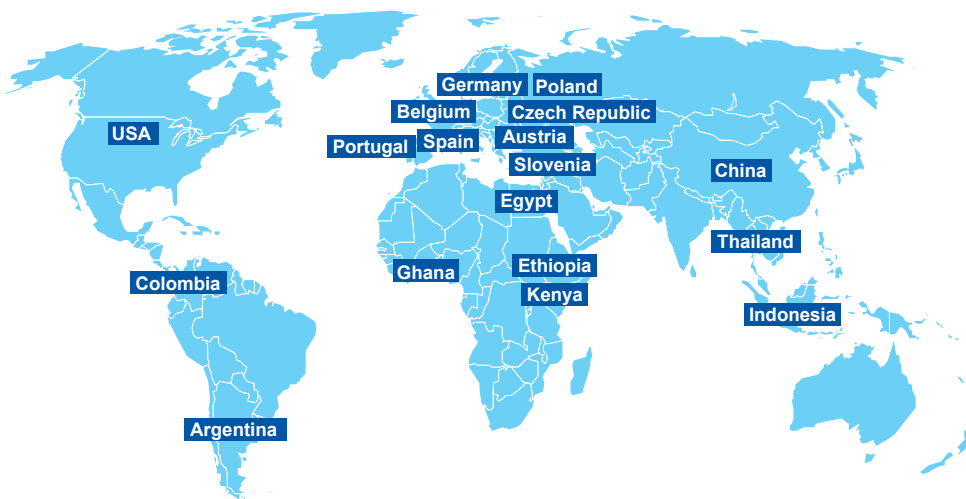 Germany
Poland
Belgium
Czech Republic
USA
Portugal
Spain
Austria
Slovenia
China
Egypt
Thailand
Colombia
Ghana
Ethiopia
Kenya
Indonesia
Argentina